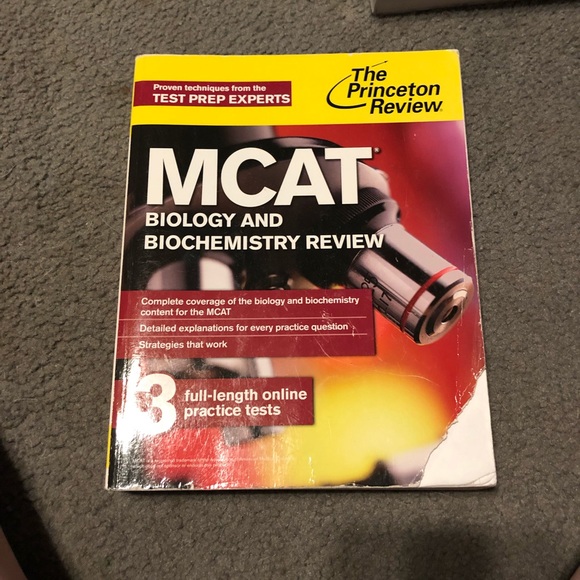 Proven techniques from the
TEST PREP EXPERTS
The
Princeton
Review
MCAT®
BIOLOGY AND
BIOCHEMISTRY REVIEW
Complete coverage of the biology and biochemistry
content for the MCAT
Detailed explanations for every practice question
Strategies that work
3 full-length online
practice tests